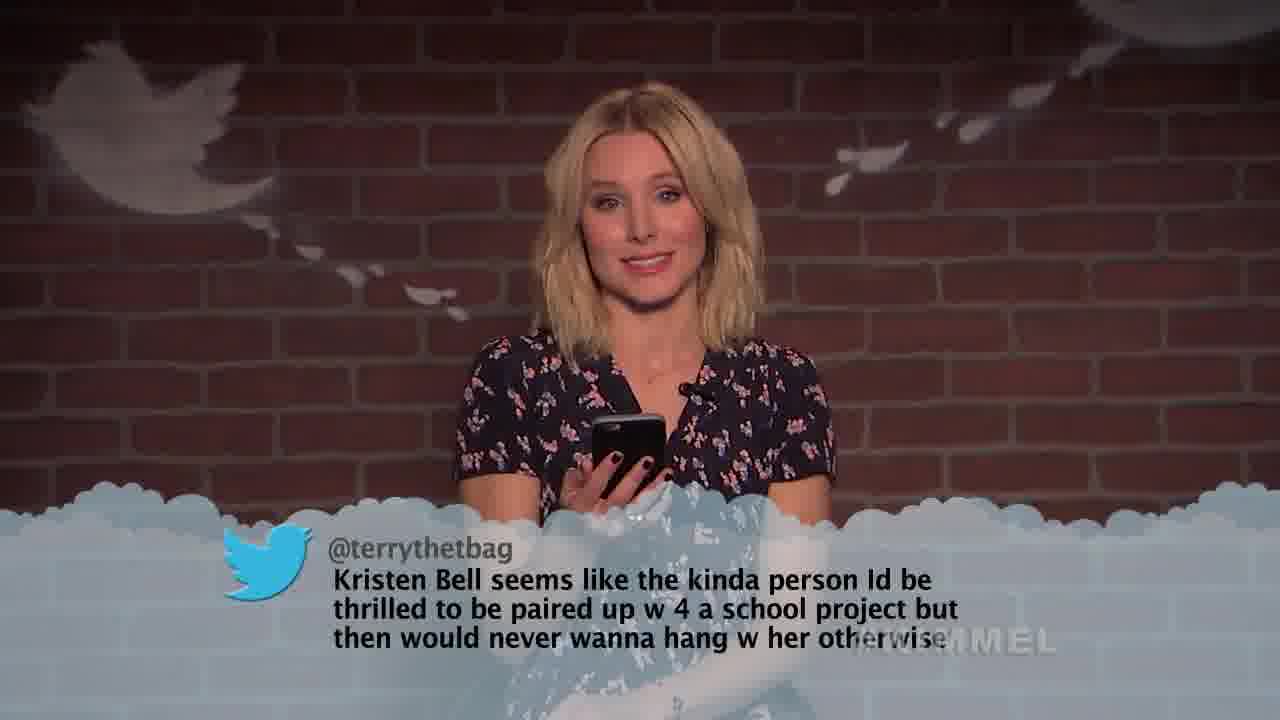 @terrythetbag
Kristen Bell seems like the kinda person Id be
thrilled to be paired up w 4 a school project but
then would never wanna hang w her otherwise